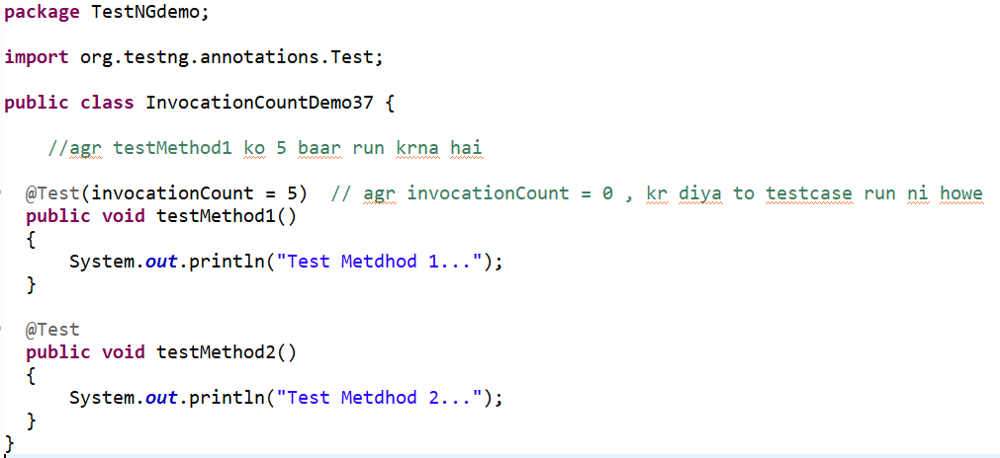 package TestNGdemo;
import org.testng.annotations.Test;
public class InvocationCountDemo37 {
//agr testMethod1 ko 5 baar run krna hai
@Test(invocationCount = 5)  // agr invocationCount = 0 , kr diya to testcase run ni howe
public void testMethod1()
{
System.out.println("Test Metdhod 1...");
}
@Test
public void testMethod2()
{
System.out.println("Test Metdhod 2...");
}
}